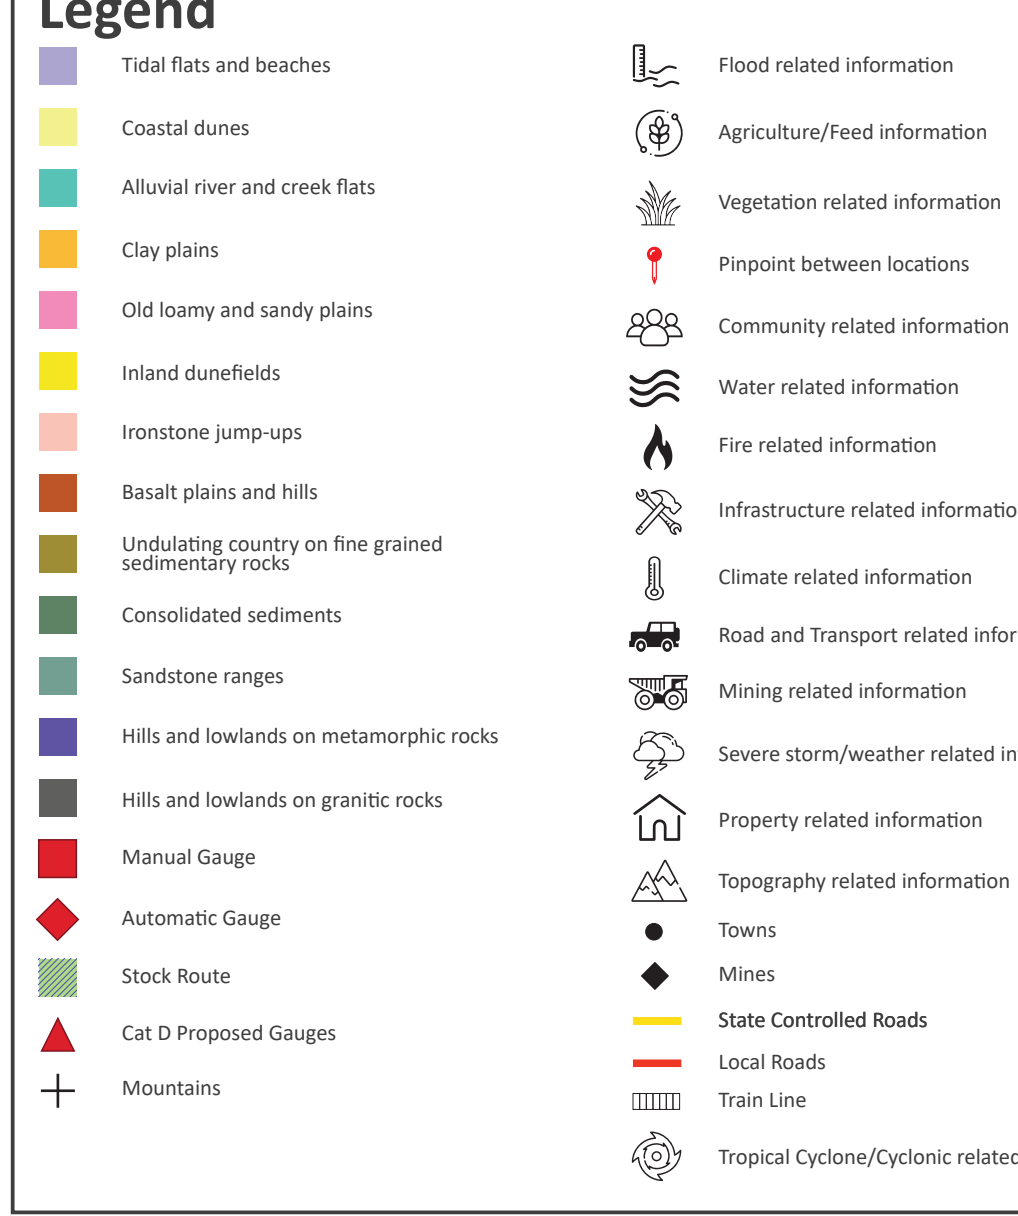 Legend
Tidal flats and beaches
Coastal dunes
Alluvial river and creek flats
Clay plains
Old loamy and sandy plains
Inland dunefields
Ironstone jump-ups
Basalt plains and hills
Undulating country on fine grained
sedimentary rocks
Consolidated sediments
Sandstone ranges
Hills and lowlands on metamorphic rocks
Hills and lowlands on granitic rocks
Manual Gauge
Automatic Gauge
Stock Route
Cat D Proposed Gauges
Mountains
Flood related information
Agriculture/Feed information
Vegetation related information
Pinpoint between locations
Community related information
Water related information
Fire related information
Infrastructure related informatio
Climate related information
Road and Transport related infor
Mining related information
Severe storm/weather related in
Property related information
Topography related information
Towns
Mines
State Controlled Roads
Local Roads
Train Line
Tropical Cyclone/Cyclonic related